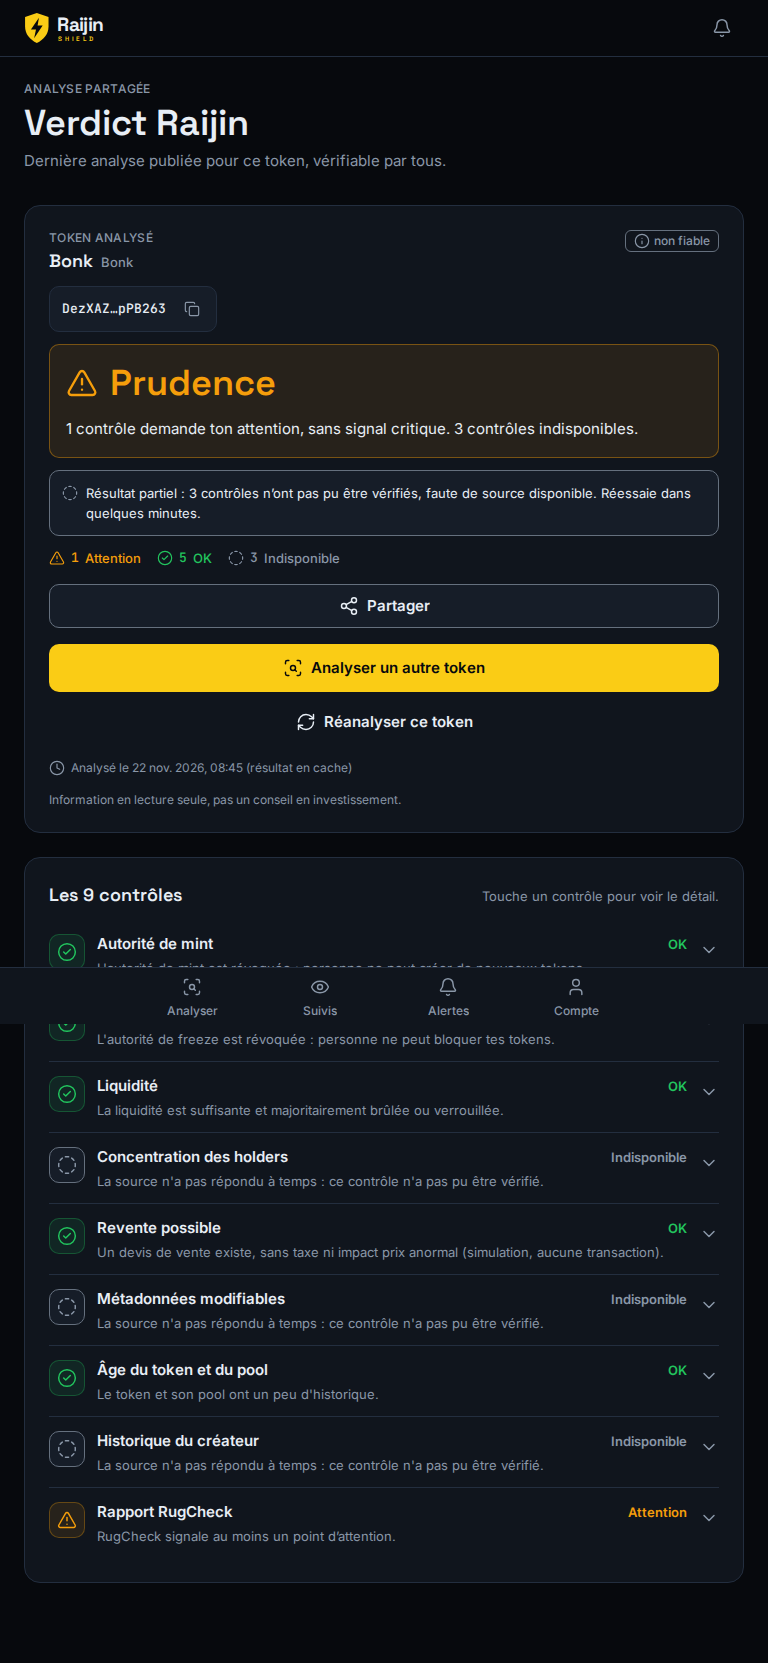 Raijin
SHIELD
ANALYSE PARTAGÉE
Verdict Raijin
Dernière analyse publiée pour ce token, vérifiable par tous.
TOKEN ANALYSÉ
non fiable
Bonk Bonk
DezXAZ…pPB263
Prudence
1 contrôle demande ton attention, sans signal critique. 3 contrôles indisponibles.
Résultat partiel : 3 contrôles n’ont pas pu être vérifiés, faute de source disponible. Réessaie dans
quelques minutes.
1 Attention 5 OK 3 Indisponible
Partager
Analyser un autre token
Réanalyser ce token
Analysé le 22 nov. 2026, 08:45 (résultat en cache)
Information en lecture seule, pas un conseil en investissement.
Les 9 contrôles
Touche un contrôle pour voir le détail.
Autorité de mint
OK
Analyser Suivis Alertes Compte
L'autorité de freeze est révoquée : personne ne peut bloquer tes tokens.
Liquidité
OK
La liquidité est suffisante et majoritairement brûlée ou verrouillée.
Concentration des holders
Indisponible
La source n'a pas répondu à temps : ce contrôle n'a pas pu être vérifié.
Revente possible
OK
Un devis de vente existe, sans taxe ni impact prix anormal (simulation, aucune transaction).
Métadonnées modifiables
Indisponible
La source n'a pas répondu à temps : ce contrôle n'a pas pu être vérifié.
Âge du token et du pool
OK
Le token et son pool ont un peu d'historique.
Historique du créateur
Indisponible
La source n'a pas répondu à temps : ce contrôle n'a pas pu être vérifié.
Rapport RugCheck
Attention
RugCheck signale au moins un point d’attention.